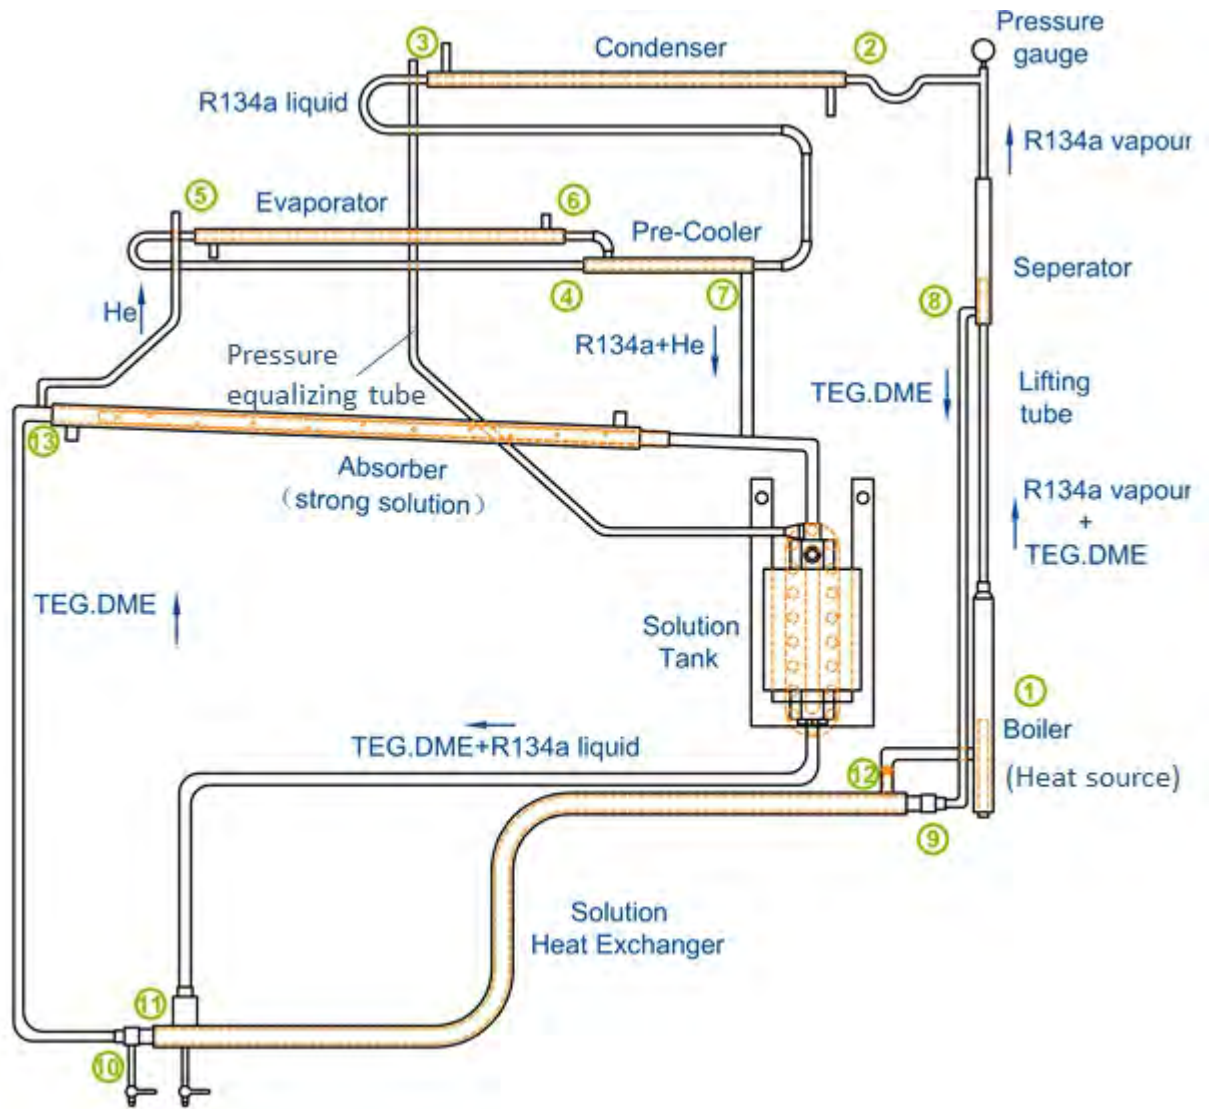 ③
Condenser
②
Pressure
gauge
R134a liquid
R134a vapour
⑤
Evaporator
⑥
Pre-Cooler
Seperator
④
⑦
⑧
He
R134a+He
Pressure
equalizing tube
TEG.DME
Lifting
tube
⑬
Absorber
(strong solution)
R134a vapour
+
TEG.DME
TEG.DME
Solution
Tank
①
Boiler
(Heat source)
TEG.DME+R134a liquid
⑫
⑨
Solution
Heat Exchanger
⑪
⑩